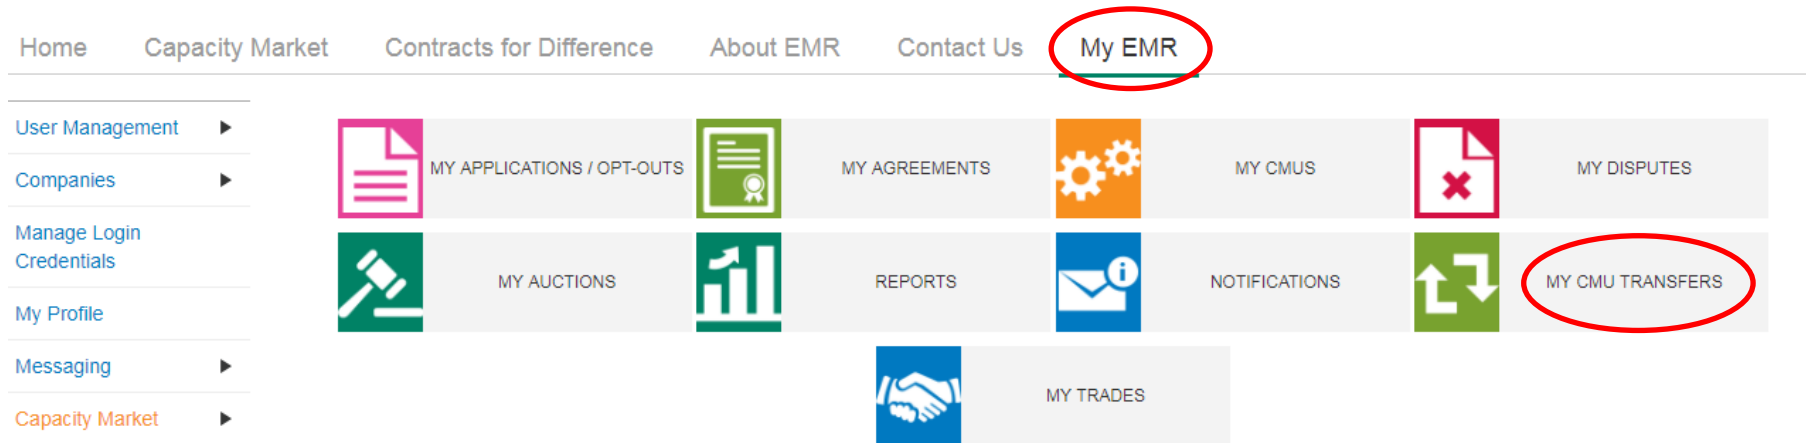 Home Capacity Market Contracts for Difference About EMR Contact Us My EMR
User Management
Companies
Manage Login
Credentials
My Profile
Messaging
Capacity Market
MY APPLICATIONS / OPT-OUTS MY AGREEMENTS MY CMUS MY DISPUTES
MY AUCTIONS REPORTS NOTIFICATIONS MY CMU TRANSFERS
MY TRADES